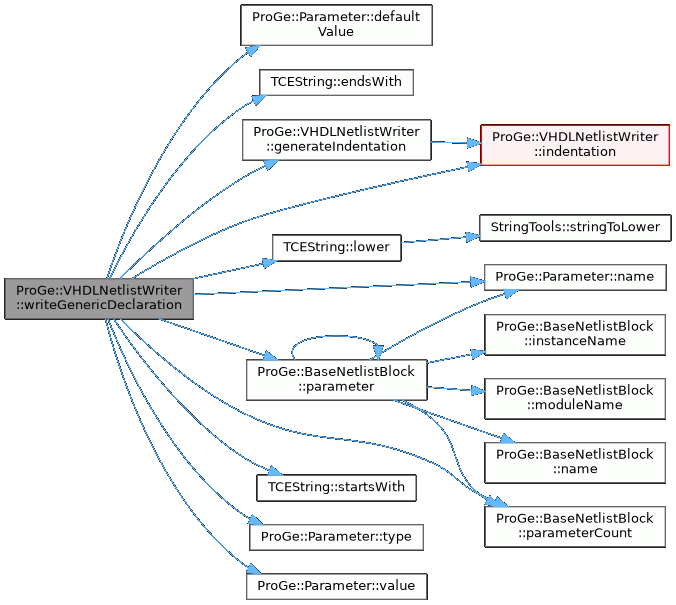 ProGe::Parameter::default
Value
TCEString::endsWith
ProGe::VHDLNetlistWriter
::generateIndentation
ProGe::VHDLNetlistWriter
::indentation
TCEString::lower
StringTools::stringToLower
ProGe::VHDLNetlistWriter
::writeGenericDeclaration
ProGe::Parameter::name
ProGe::BaseNetlistBlock
::instanceName
ProGe::BaseNetlistBlock
::parameter
ProGe::BaseNetlistBlock
::moduleName
ProGe::BaseNetlistBlock
::name
TCEString::startsWith
ProGe::BaseNetlistBlock
::parameterCount
ProGe::Parameter::type
ProGe::Parameter::value